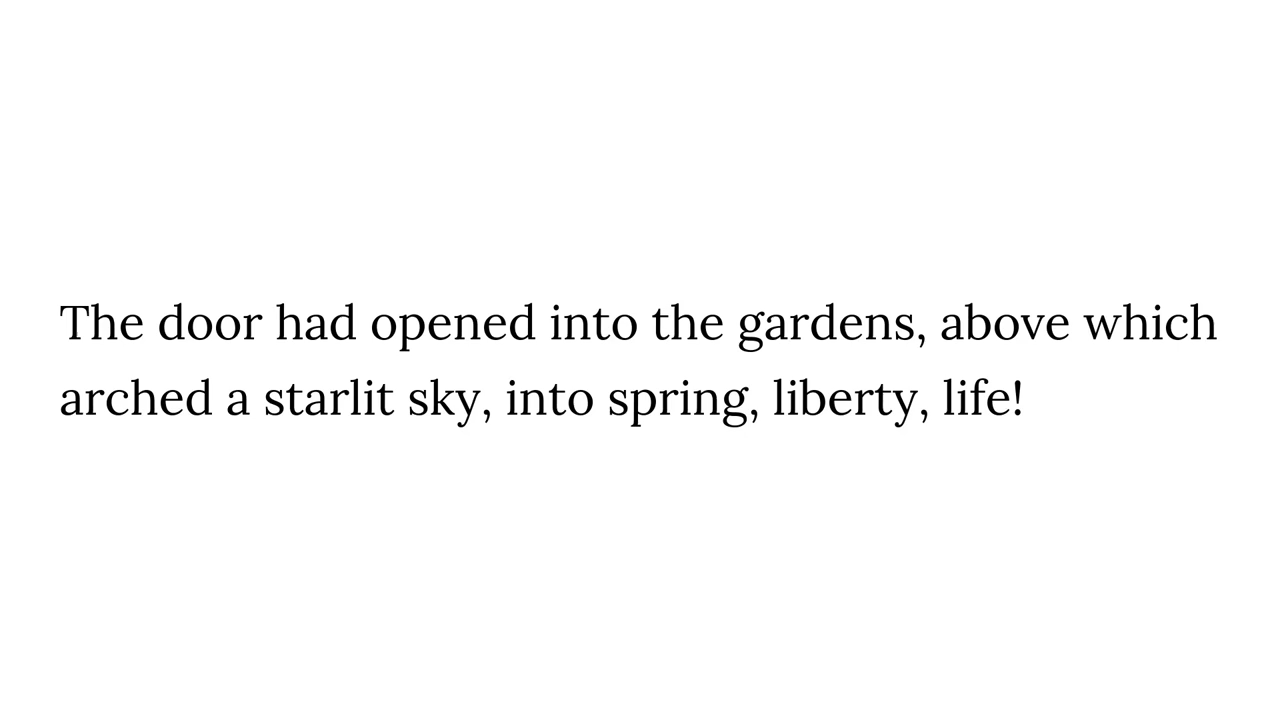 The door had opened into the gardens, above which
arched a starlit sky, into spring, liberty, life!